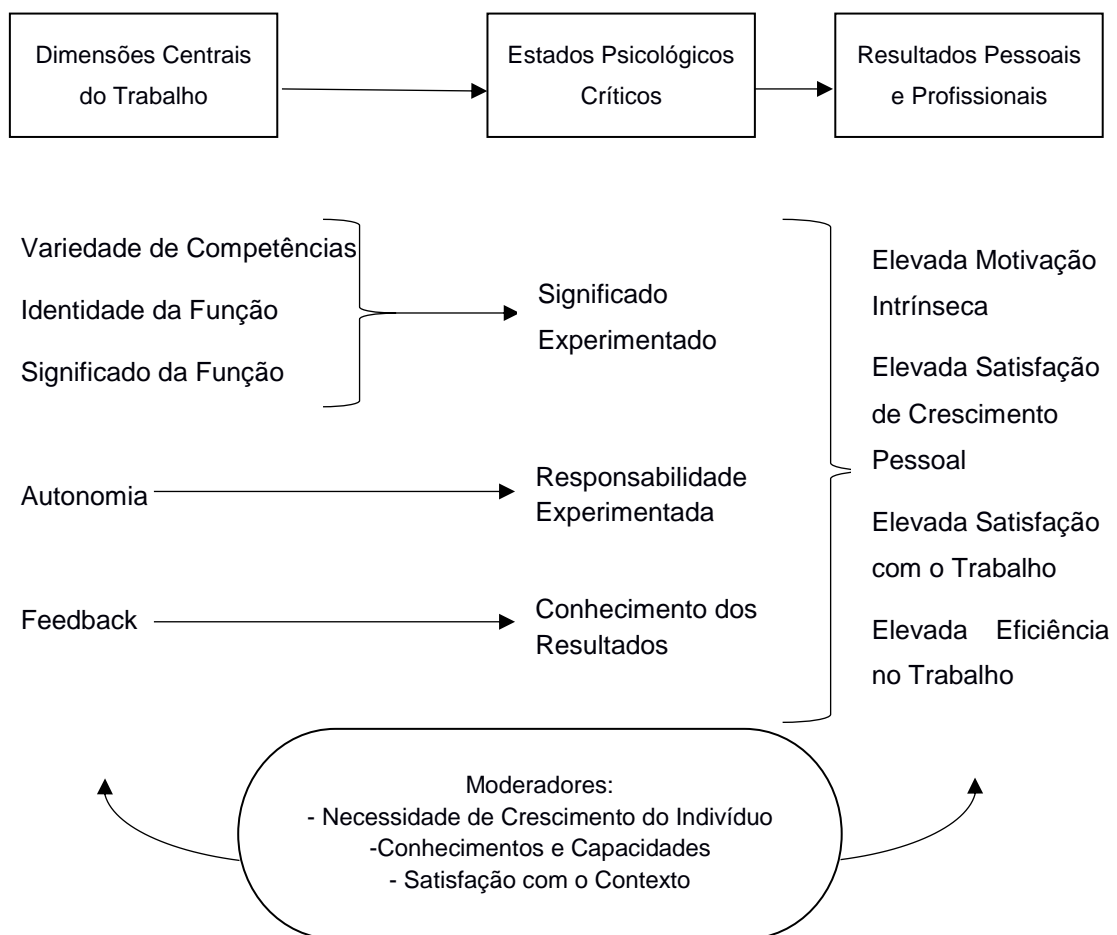 Dimensões Centrais
do Trabalho
Estados Psicológicos
Críticos
Resultados Pessoais
e Profissionais
Variedade de Competências
Identidade da Função
Significado da Função
Significado
Experimentado
Autonomia
Responsabilidade
Experimentada
Feedback
Conhecimento dos
Resultados
Elevada Motivação
Intrínseca
Elevada Satisfação
de Crescimento
Pessoal
Elevada Satisfação
com o Trabalho
Elevada Eficiência
no Trabalho
Moderadores:
- Necessidade de Crescimento do Indivíduo
-Conhecimentos e Capacidades
- Satisfação com o Contexto